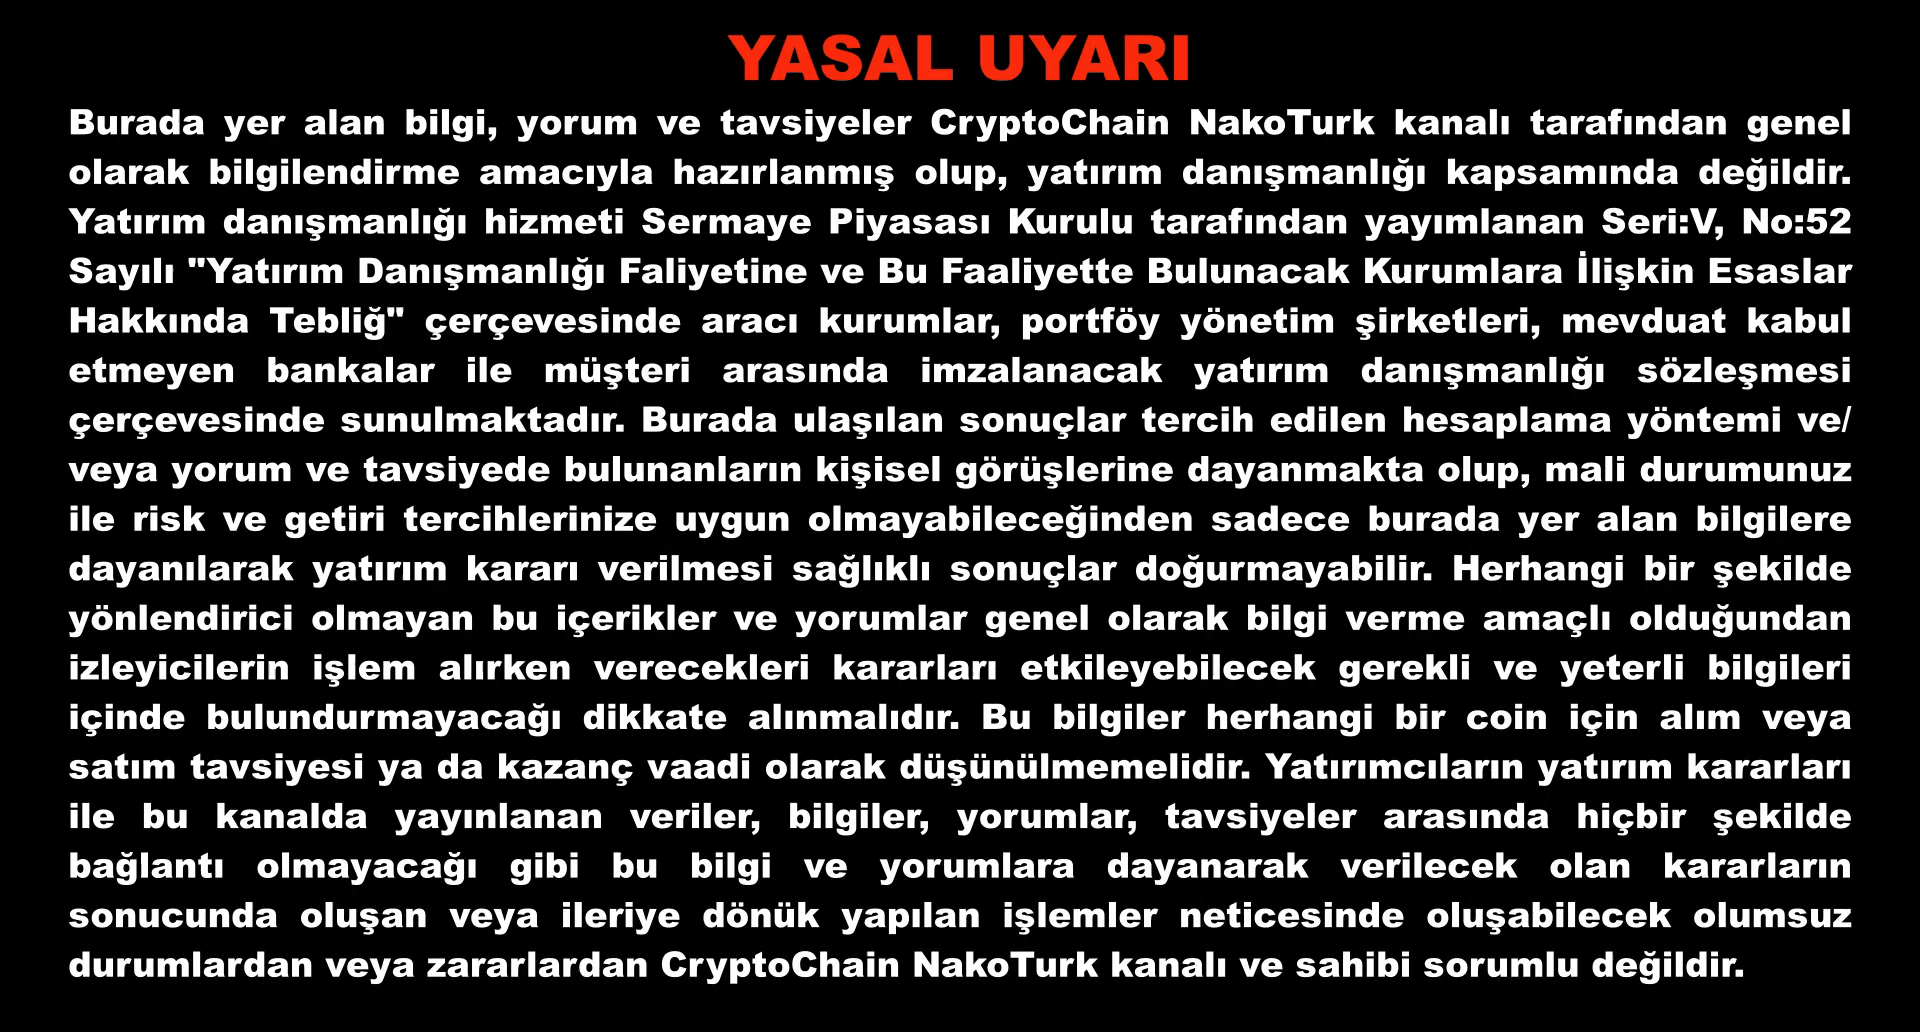 YASAL UYARI
Burada yer alan bilgi, yorum ve tavsiyeler CryptoChain NakoTurk kanalı tarafından genel
olarak bilgilendirme amacıyla hazırlanmış olup, yatırım danışmanlığı kapsamında değildir.
Yatırım danışmanlığı hizmeti Sermaye Piyasası Kurulu tarafından yayımlanan Seri:V, No:52
Sayılı "Yatırım Danışmanlığı Faliyetine ve Bu Faaliyette Bulunacak Kurumlara İlişkin Esaslar
Hakkında Tebliğ" çerçevesinde aracı kurumlar, portföy yönetim şirketleri, mevduat kabul
etmeyen bankalar ile müşteri arasında imzalanacak yatırım danışmanlığı sözleşmesi
çerçevesinde sunulmaktadır. Burada ulaşılan sonuçlar tercih edilen hesaplama yöntemi ve/
veya yorum ve tavsiyede bulunanların kişisel görüşlerine dayanmakta olup, mali durumunuz
ile risk ve getiri tercihlerinize uygun olmayabileceğinden sadece burada yer alan bilgilere
dayanılarak yatırım kararı verilmesi sağlıklı sonuçlar doğurmayabilir. Herhangi bir şekilde
yönlendirici olmayan bu içerikler ve yorumlar genel olarak bilgi verme amaçlı olduğundan
izleyicilerin işlem alırken verecekleri kararları etkileyebilecek gerekli ve yeterli bilgileri
içinde bulundurmayacağı dikkate alınmalıdır. Bu bilgiler herhangi bir coin için alım veya
satım tavsiyesi ya da kazanç vaadi olarak düşünülmemelidir. Yatırımcıların yatırım kararları
ile bu kanalda yayınlanan veriler, bilgiler, yorumlar, tavsiyeler arasında hiçbir şekilde
bağlantı olmayacağı gibi bu bilgi ve yorumlara dayanarak verilecek olan kararların
sonucunda oluşan veya ileriye dönük yapılan işlemler neticesinde oluşabilecek olumsuz
durumlardan veya zararlardan CryptoChain NakoTurk kanalı ve sahibi sorumlu değildir.